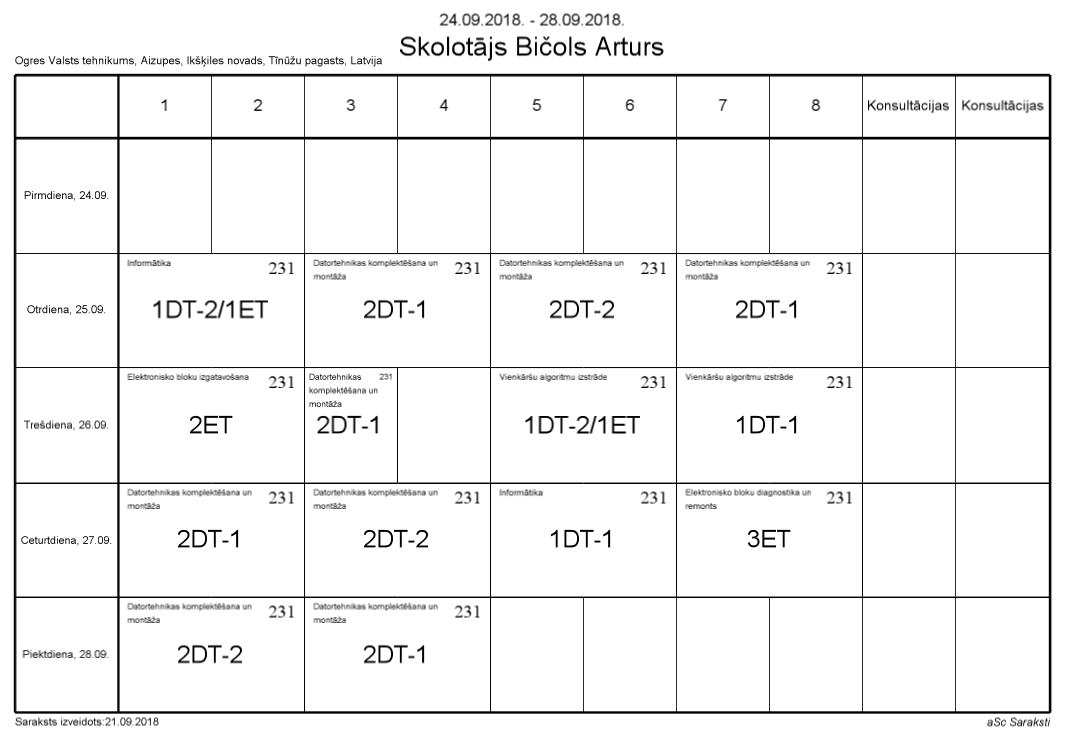 24.09.2018. - 28.09.2018.
Skolotājs Bičols Arturs
Ogres Valsts tehnikums, Aizupes, Ikšķiles novads, Tīnūžu pagasts, Latvija
1 2 3 4 5 6 7 8 Konsultācijas Konsultācijas
Pirmdiena, 24.09.
Otrdiena, 25.09.
Informātika 231
1DT-2/1ET
Datortehnikas komplektēšana un 231
montāža
2DT-1
Datortehnikas komplektēšana un 231
montāža
2DT-2
Datortehnikas komplektēšana un 231
montāža
2DT-1
Trešdiena, 26.09.
Elektronisko bloku izgatavošana 231
2ET
Datortehnikas 231
komplektēšana un
montāža
2DT-1
Vienkāršu algoritmu izstrāde 231
1DT-2/1ET
Vienkāršu algoritmu izstrāde 231
1DT-1
Ceturtdiena, 27.09.
Datortehnikas komplektēšana un 231
montāža
2DT-1
Datortehnikas komplektēšana un 231
montāža
2DT-2
Informātika 231
1DT-1
Elektronisko bloku diagnostika un 231
remonts
3ET
Piektdiena, 28.09.
Datortehnikas komplektēšana un 231
montāža
2DT-2
Datortehnikas komplektēšana un 231
montāža
2DT-1
Saraksts izveidots:21.09.2018
aSc Saraksti